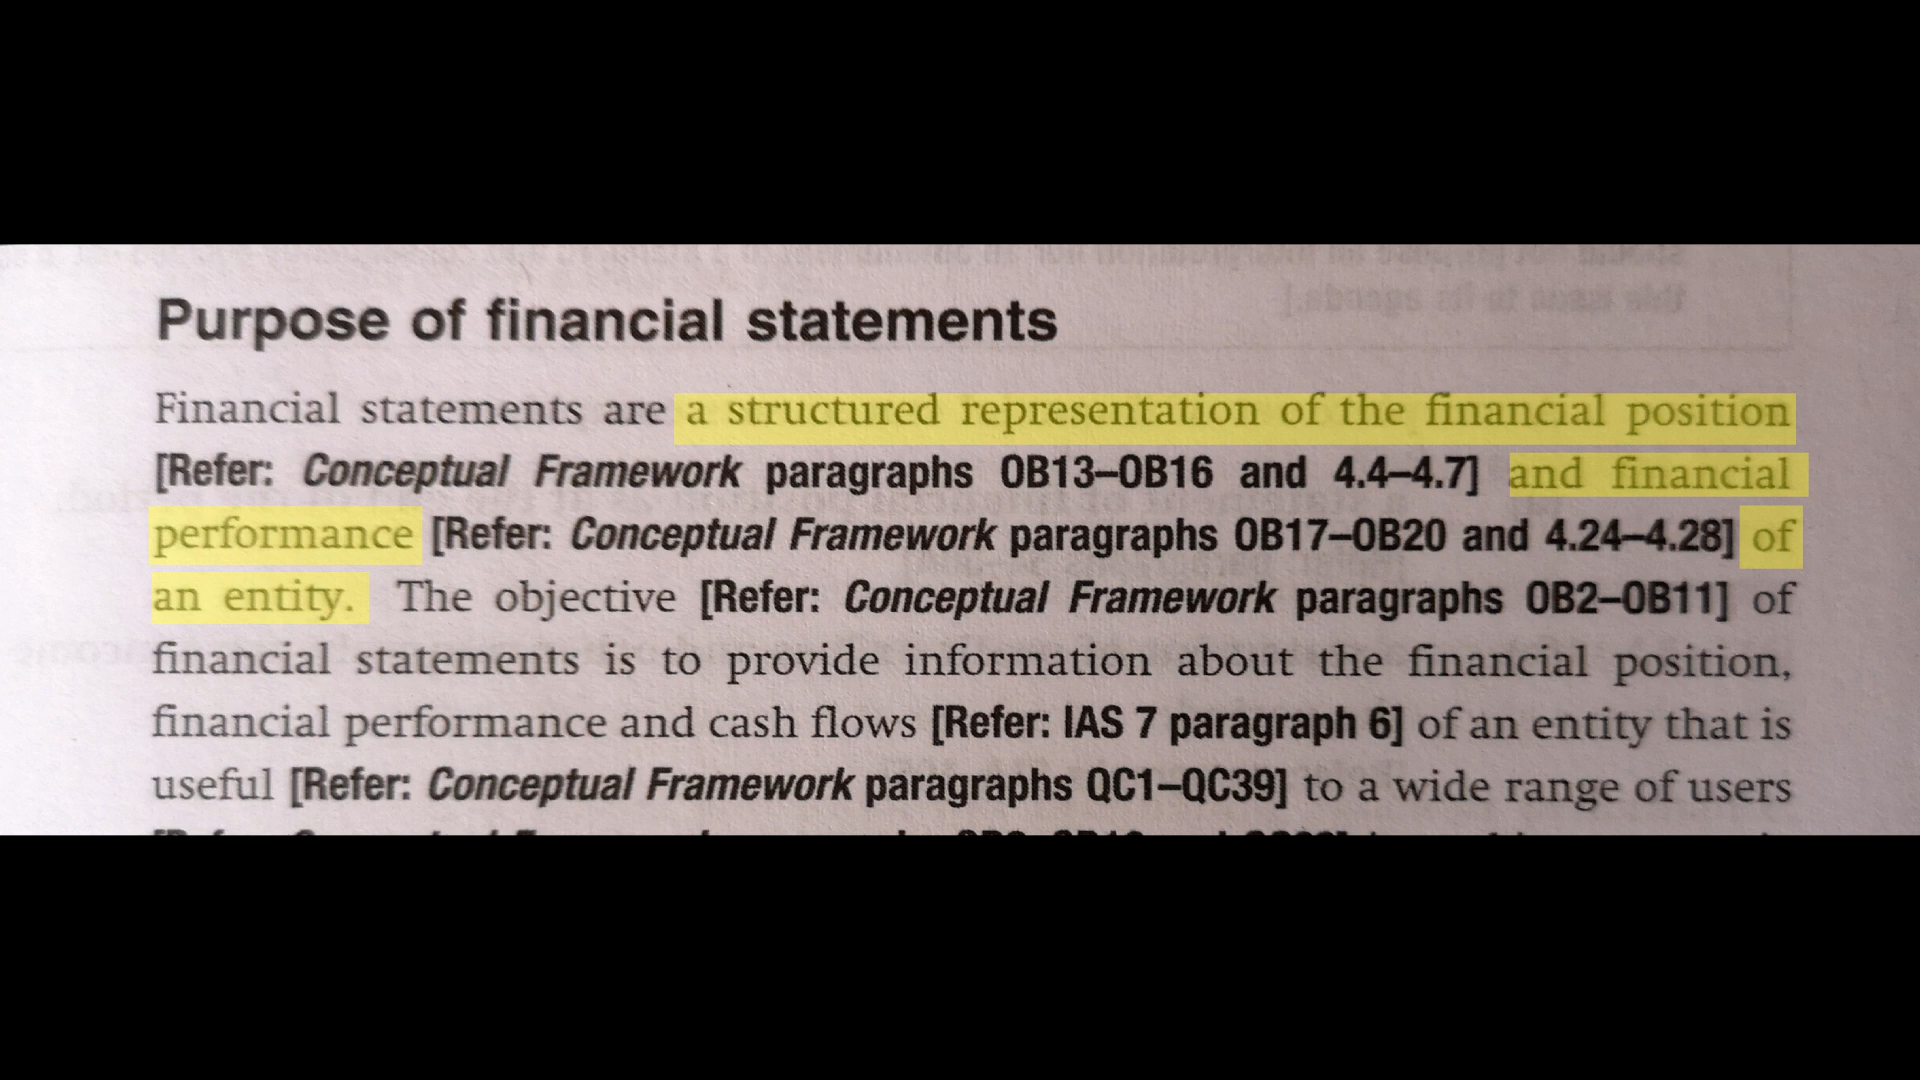 Purpose of financial statements
Financial statements are a structured representation of the financial position
[Refer: Conceptual Framework paragraphs OB13–OB16 and 4.4–4.7] and financial
performance [Refer: Conceptual Framework paragraphs OB17–OB20 and 4.24–4.28] of
an entity. The objective [Refer: Conceptual Framework paragraphs OB2–OB11] of
financial statements is to provide information about the financial position,
financial performance and cash flows [Refer: IAS 7 paragraph 6] of an entity that is
useful [Refer: Conceptual Framework paragraphs QC1–QC39] to a wide range of users